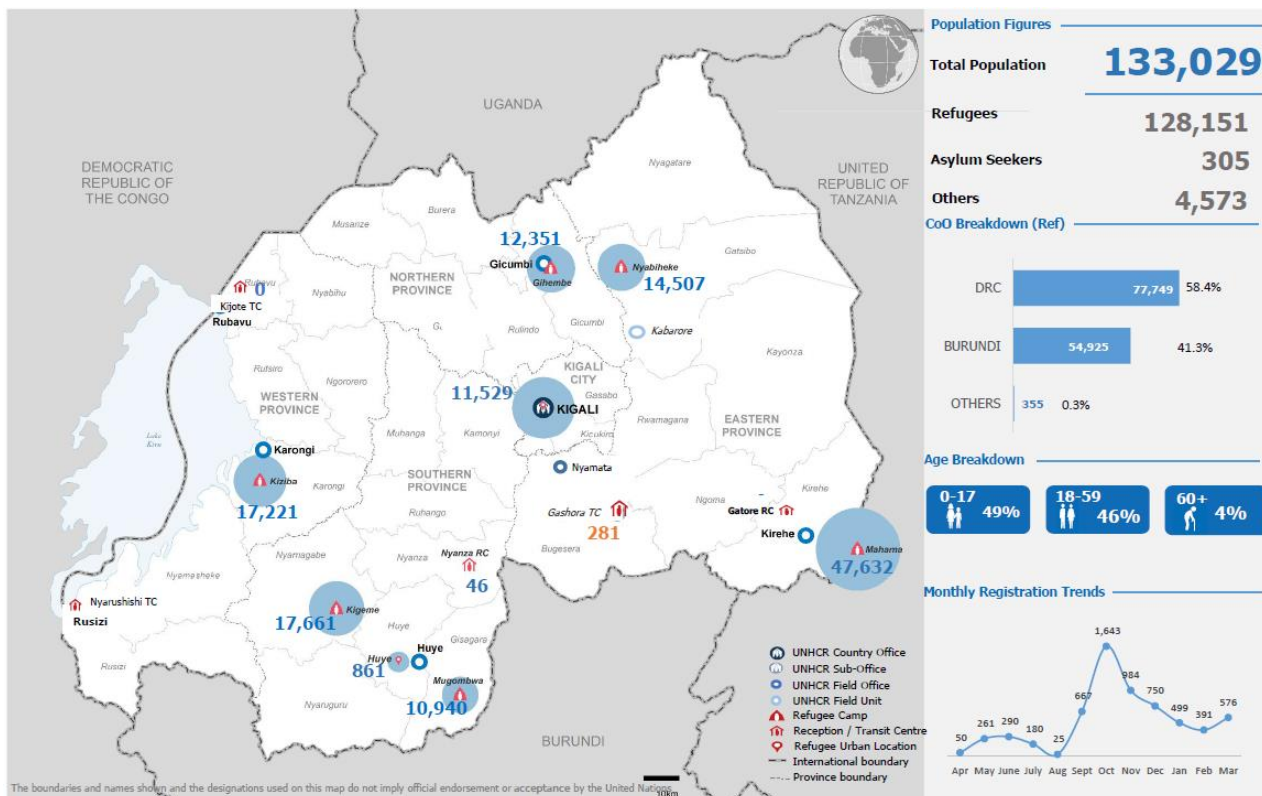 UGANDA
DEMOCRATIC
REPUBLIC OF
THE CONGO
UNITED
REPUBLIC OF
TANZANIA
Nyagatare
Burera
Musanze
12,351
Gicumbi
Gihembe
Nyabiheke
14,507
Gatsibo
NORTHERN
PROVINCE
Rubavu
0
Kijote TC
Rubavu
Nyabihu
G.
Rulindo
Gicumbi
Kabarore
Kayonza
Rutsiro
Ngororero
WESTERN
PROVINCE
KIGALI
CITY
11,529
Gasabo
KIGALI
Kicukiro
Rwamagana
EASTERN
PROVINCE
Muhanga
Kamonyi
Lake
Kivu
Karongi
Kiziba
Karongi
17,221
SOUTHERN
PROVINCE
Ruhango
Nyamata
Gashora TC
281
Bugesera
Ngoma
Gatore RC
Kirehe
Kirehe
Mahama
47,632
Nyamagabe
Nyanza
Nyanza RC
46
Nyamasheke
Nyarushishi TC
Rusizi
Rusizi
Kigeme
17,661
Huye
Huye
Huye
861
Gisagara
Mugombwa
10,940
Nyaruguru
BURUNDI
UNHCR Country Office
UNHCR Sub-Office
UNHCR Field Office
UNHCR Field Unit
Refugee Camp
Reception / Transit Centre
Refugee Urban Location
International boundary
Province boundary
10km
The boundaries and names shown and the designations used on this map do not imply official endorsement or acceptance by the United Nations
Population Figures
Total Population 133,029
Refugees 128,151
Asylum Seekers 305
Others 4,573
CoO Breakdown (Ref)
DRC 77,749 58.4%
BURUNDI 54,925 41.3%
OTHERS 355 0.3%
Age Breakdown
0-17 49%
18-59 46%
60+ 4%
Monthly Registration Trends
50 261 290 180 25 667 1,643 984 750 499 391 576
Apr May June July Aug Sept Oct Nov Dec Jan Feb Mar